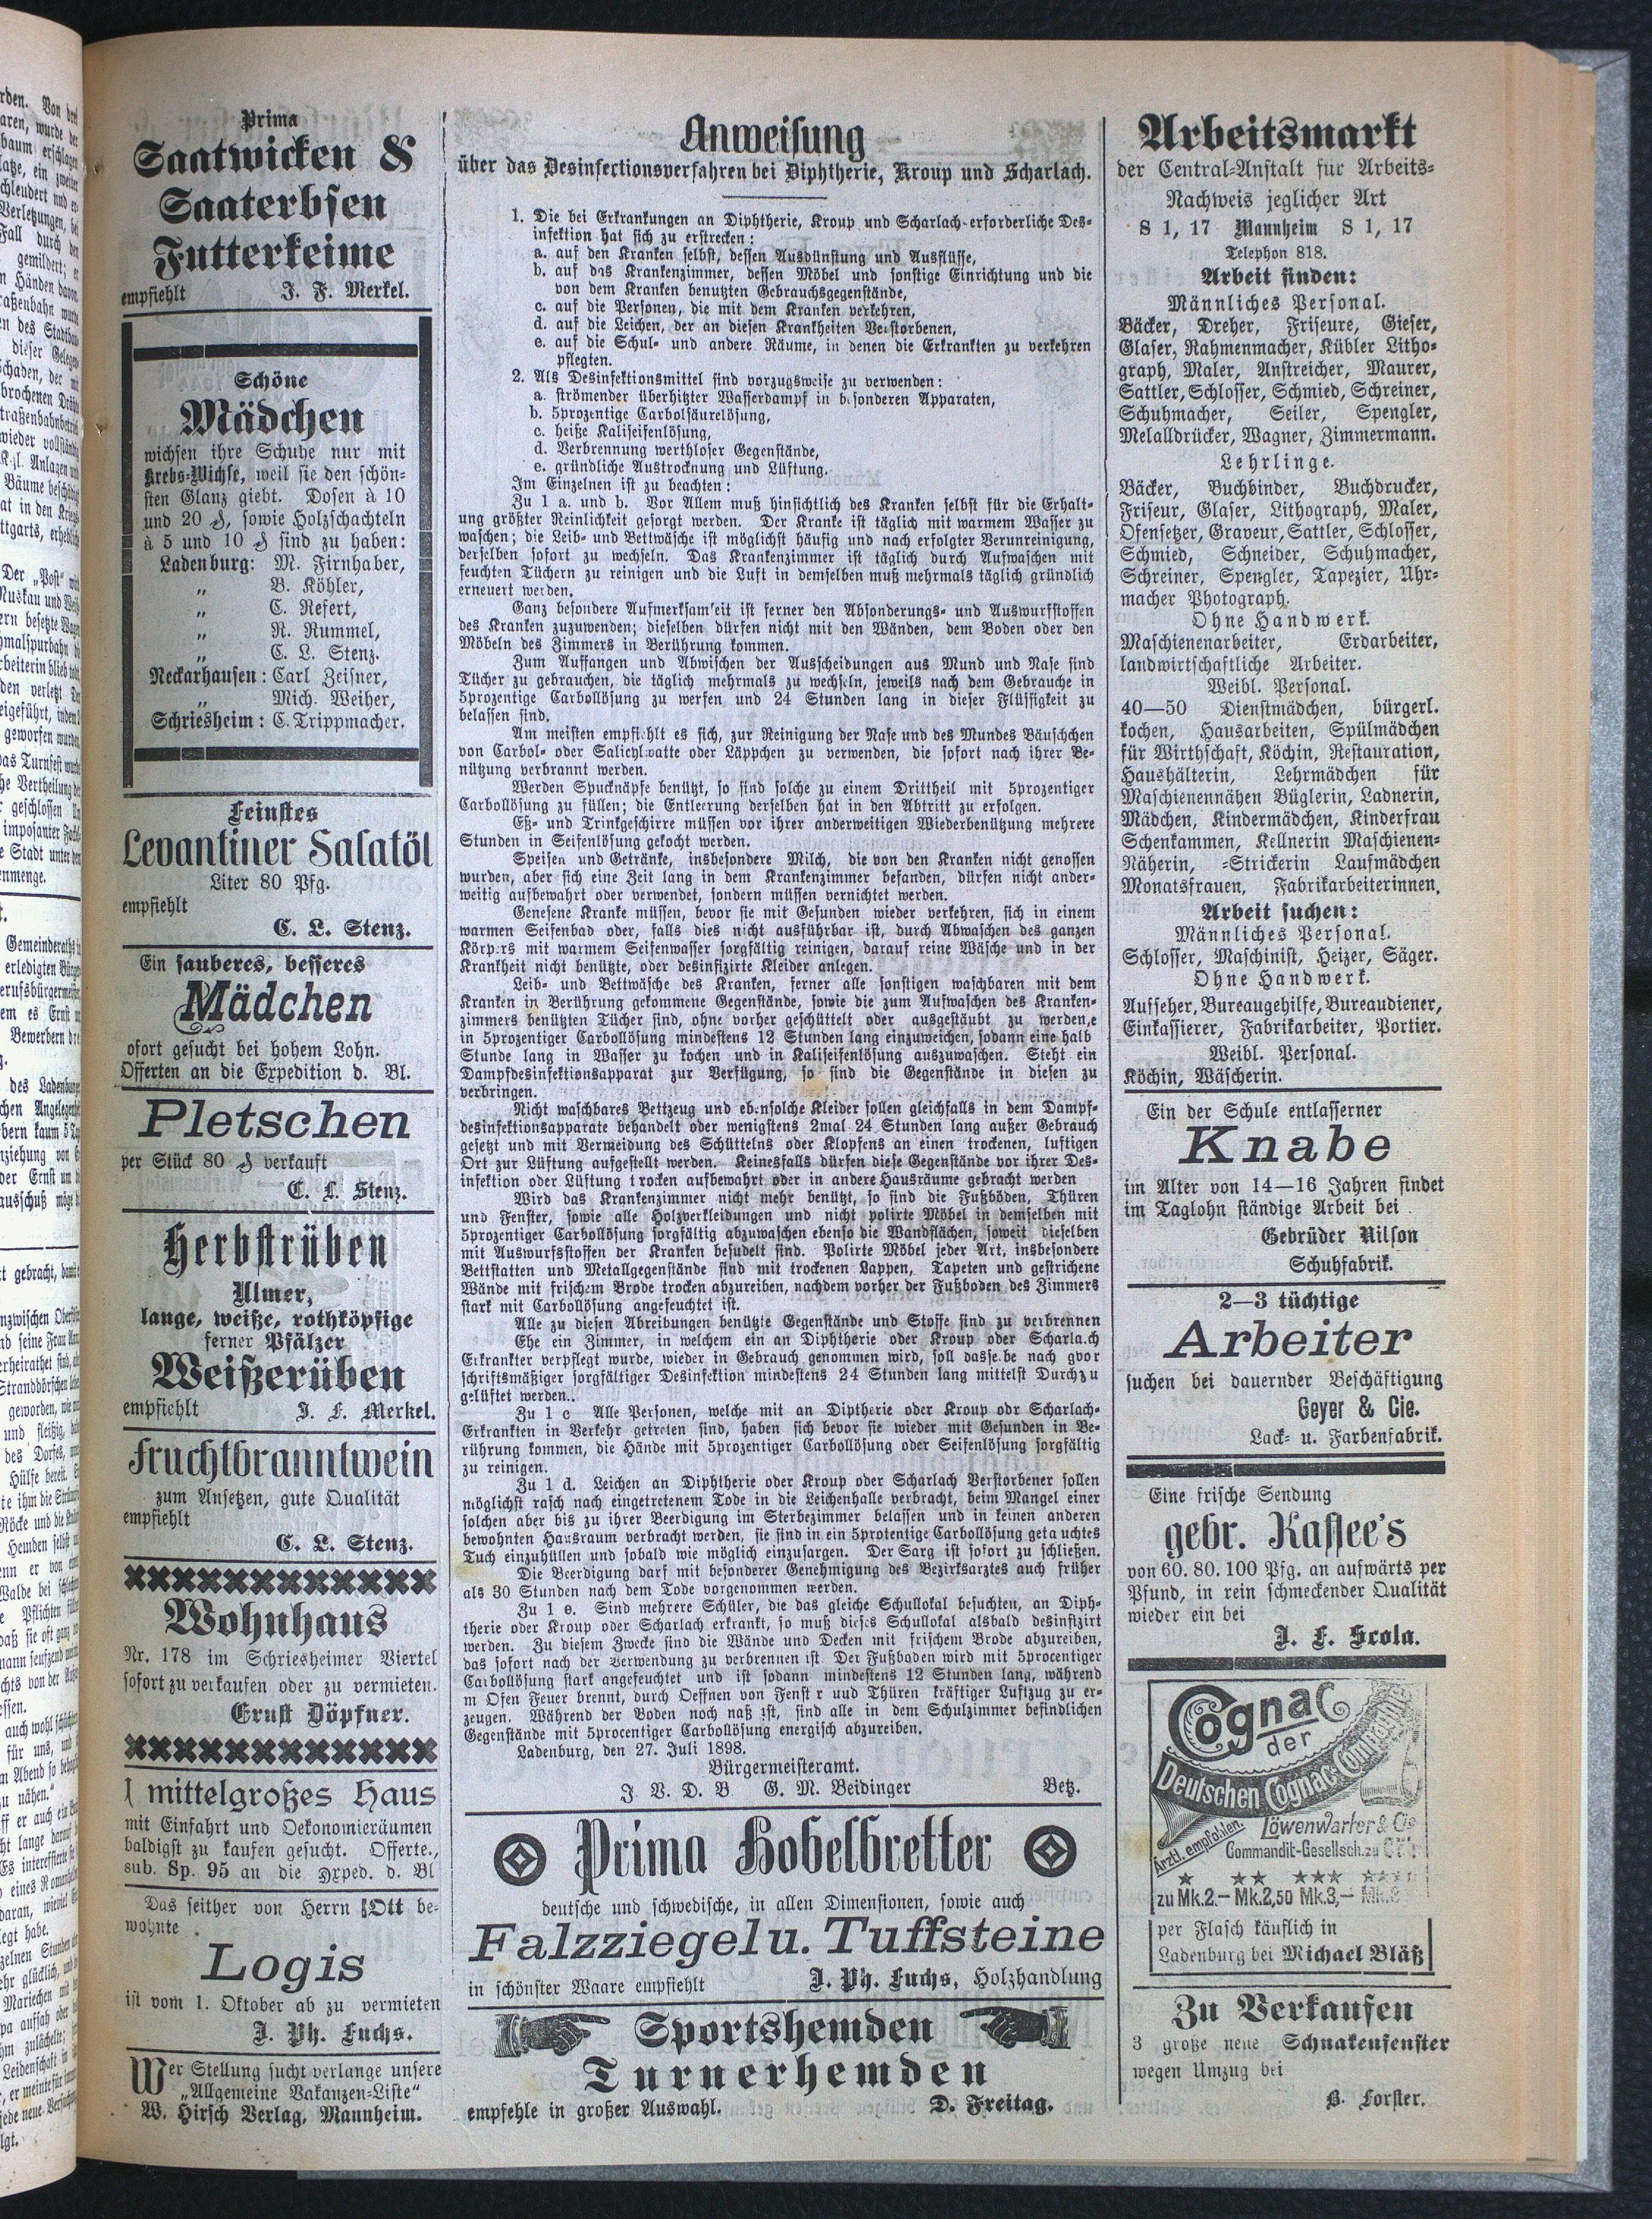 Prima
Saatwicken &
Saaterbsen
Futterkeime
empfiehlt J. F. Merkel.
Schöne
Mädchen
wichsen ihre Schuhe nur mit
Krebs-Wichse, weil sie den schön-
sten Glanz giebt. Dosen à 10
und 20 ₰, sowie Holzschachteln
à 5 und 10 ₰ sind zu haben:
Ladenburg: M. Firnhaber,
„ B. Köhler,
„ C. Nefert,
„ N. Rummel,
„ C. L. Stenz.
Neckarhausen: Carl Zeisner,
„ Mich. Weiher,
Schriesheim: C. Trippmacher.
Feinstes
Levantiner Salatöl
Liter 80 Pfg.
empfiehlt
C. L. Stenz.
Ein sauberes, besseres
Mädchen
ofort gesucht bei hohem Lohn.
Offerten an die Expedition d. Bl.
Pletschen
per Stück 80 ₰ verkauft
C. L. Stenz.
Herbstrüben
Ulmer,
lange, weiße, rothköpfige
ferner Pfälzer
Weißerüben
empfiehlt J. F. Merkel.
Fruchtbranntwein
zum Ansetzen, gute Qualität
empfiehlt
C. L. Stenz.
Wohnhaus
Nr. 178 im Schriesheimer Viertel
sofort zu verkaufen oder zu vermieten.
Ernst Döpfner.
1 mittelgroßes Haus
mit Einfahrt und Oekonomieräumen
baldigst zu kaufen gesucht. Offerte.,
sub. Sp. 95 an die Exped. d. Bl
Das seither von Herrn Ott be-
wohnte
Logis
ist vom 1. Oktober ab zu vermieten
J. Ph. Fuchs.
Wer Stellung sucht verlange unsere
„Allgemeine Vakanzen-Liste“
W. Hirsch Verlag, Mannheim.
Anweisung
über das Desinfectionsverfahren bei Diphtherie, Kroup und Scharlach.
1. Die bei Erkrankungen an Diphtherie, Kroup und Scharlach erforderliche Des-
infektion hat sich zu erstrecken:
a. auf den Kranken selbst, dessen Ausdünstung und Ausflüsse,
b. auf das Krankenzimmer, dessen Möbel und sonstige Einrichtung und die
von dem Kranken benutzten Gebrauchsgegenstände,
c. auf die Personen, die mit dem Kranken verkehren,
d. auf die Leichen, der an diesen Krankheiten Verstorbenen,
e. auf die Schul- und andere Räume, in denen die Erkrankten zu verkehren
pflegten.
2. Als Desinfektionsmittel sind vorzugsweise zu verwenden:
a. strömender überhitzter Wasserdampf in besonderen Apparaten,
b. 5prozentige Carbolsäurelösung,
c. heiße Kaliseifenlösung,
d. Verbrennung werthloser Gegenstände,
e. gründliche Austrocknung und Lüftung.
Im Einzelnen ist zu beachten:
Zu 1 a. und b. Vor Allem muß hinsichtlich des Kranken selbst für die Erhalt-
ung größter Reinlichkeit gesorgt werden. Der Kranke ist täglich mit warmem Wasser zu
waschen; die Leib- und Bettwäsche ist möglichst häufig und nach erfolgter Verunreinigung,
derselben sofort zu wechseln. Das Krankenzimmer ist täglich durch Aufwaschen mit
feuchten Tüchern zu reinigen und die Luft in demselben muß mehrmals täglich gründlich
erneuert werden.
Ganz besondere Aufmerksam'eit ist ferner den Absonderungs- und Auswurfstoffen
des Kranken zuzuwenden; dieselben dürfen nicht mit den Wänden, dem Boden oder den
Möbeln des Zimmers in Berührung kommen.
Zum Auffangen und Abwischen der Ausscheidungen aus Mund und Nase sind
Tücher zu gebrauchen, die täglich mehrmals zu wechseln, jeweils nach dem Gebrauche in
5prozentige Carbollösung zu werfen und 24 Stunden lang in dieser Flüssigkeit zu
belassen sind.
Am meisten empfiehlt es sich, zur Reinigung der Nase und des Mundes Bäuschchen
von Carbol- oder Salicylwatte oder Läppchen zu verwenden, die sofort nach ihrer Be-
nützung verbrannt werden.
Werden Spucknäpfe benützt, so sind solche zu einem Drittheil mit 5prozentiger
Carbollösung zu füllen; die Entleerung derselben hat in den Abtritt zu erfolgen.
Eß- und Trinkgeschirre müssen vor ihrer anderweitigen Wiederbenützung mehrere
Stunden in Seifenlösung gekocht werden.
Speisen und Getränke, insbesondere Milch, die von den Kranken nicht genossen
wurden, aber sich eine Zeit lang in dem Krankenzimmer befanden, dürfen nicht ander-
weitig aufbewahrt oder verwendet, sondern müssen vernichtet werden.
Genesene Kranke müssen, bevor sie mit Gesunden wieder verkehren, sich in einem
warmen Seifenbad oder, falls dies nicht ausführbar ist, durch Abwaschen des ganzen
Körpers mit warmem Seifenwasser sorgfältig reinigen, darauf reine Wäsche und in der
Krankheit nicht benützte, oder desinfizirte Kleider anlegen.
Leib- und Bettwäsche des Kranken, ferner alle sonstigen waschbaren mit dem
Kranken in Berührung gekommene Gegenstände, sowie die zum Aufwaschen des Kranken-
zimmers benützten Tücher sind, ohne vorher geschüttelt oder ausgestäubt zu werden,e
in 5prozentiger Carbollösung mindestens 12 Stunden lang einzuweichen, sodann eine halb
Stunde lang in Wasser zu kochen und in Kaliseifenlösung auszuwaschen. Steht ein
Dampfdesinfektionsapparat zur Verfügung, so sind die Gegenstände in diesen zu
verbringen.
Nicht waschbares Bettzeug und ebensolche Kleider sollen gleichfalls in dem Dampf-
desinfektionsapparate behandelt oder wenigstens 2mal 24 Stunden lang außer Gebrauch
gesetzt und mit Vermeidung des Schüttelns oder Klopfens an einen trockenen, luftigen
Ort zur Lüftung aufgestellt werden. Keinesfalls dürfen diese Gegenstände vor ihrer Des-
infektion oder Lüftung trocken aufbewahrt oder in andere Hausräume gebracht werden
Wird das Krankenzimmer nicht mehr benützt, so sind die Fußböden, Thüren
und Fenster, sowie alle Holzverkleidungen und nicht polirte Möbel in demselben mit
5prozentiger Carbollösung sorgfältig abzuwaschen ebenso die Wandflächen, soweit dieselben
mit Auswurfsstoffen der Kranken besudelt sind. Polirte Möbel jeder Art, insbesondere
Bettstatten und Metallgegenstände sind mit trockenen Lappen, Tapeten und gestrichene
Wände mit frischem Brode trocken abzureiben, nachdem vorher der Fußboden des Zimmers
stark mit Carbollösung angefeuchtet ist.
Alle zu diesen Abreibungen benützte Gegenstände und Stoffe sind zu verbrennen
Ehe ein Zimmer, in welchem ein an Diphtherie oder Kroup oder Scharlach
Erkrankter verpflegt wurde, wieder in Gebrauch genommen wird, soll dasselbe nach gvor
schriftsmäßiger sorgfältiger Desinfektion mindestens 24 Stunden lang mittelst Durchzu
gelüftet werden..
Zu 1 c Alle Personen, welche mit an Diptherie oder Kroup odr Scharlach-
Erkrankten in Verkehr getreten sind, haben sich bevor sie wieder mit Gesunden in Be-
rührung kommen, die Hände mit 5prozentiger Carbollösung oder Seifenlösung sorgfältig
zu reinigen.
Zu 1 d. Leichen an Diphtherie oder Kroup oder Scharlach Verstorbener sollen
möglichst rasch nach eingetretenem Tode in die Leichenhalle verbracht, beim Mangel einer
solchen aber bis zu ihrer Beerdigung im Sterbezimmer belassen und in keinen anderen
bewohnten Hausraum verbracht werden, sie sind in ein 5protentige Carbollösung geta uchtes
Tuch einzuhüllen und sobald wie möglich einzusargen. Der Sarg ist sofort zu schließen.
Die Beerdigung darf mit besonderer Genehmigung des Bezirksarztes auch früher
als 30 Stunden nach dem Tode vorgenommen werden.
Zu 1 e. Sind mehrere Schüler, die das gleiche Schullokal besuchten, an Diph-
therie oder Kroup oder Scharlach erkrankt, so muß dieses Schullokal alsbald desinfizirt
werden. Zu diesem Zwecke sind die Wände und Decken mit frischem Brode abzureiben,
das sofort nach der Verwendung zu verbrennen ist. Der Fußboden wird mit 5procentiger
Carbollösung stark angefeuchtet und ist sodann mindestens 12 Stunden lang, während
m Ofen Feuer brennt, durch Oeffnen von Fenst r und Thüren kräftiger Luftzug zu er-
zeugen. Während der Boden noch naß ist, sind alle in dem Schulzimmer befindlichen
Gegenstände mit 5procentiger Carbollösung energisch abzureiben.
Ladenburg, den 27. Juli 1898.
Bürgermeisteramt.
J. V. D. B G. M. Beidinger Betz.
Prima Hobelbretter
deutsche und schwedische, in allen Dimensionen, sowie auch
Falzziegel u. Tuffsteine
in schönster Waare empfiehlt J. Ph. Fuchs, Holzhandlung
Sportshemden
Turnerhemden
empfehle in großer Auswahl. D. Freitag.
Arbeitsmarkt
der Central-Anstalt für Arbeits-
Nachweis jeglicher Art
S 1, 17 Mannheim S 1, 17
Telephon 818.
Arbeit finden:
Männliches Personal.
Bäcker, Dreher, Friseure, Gieser,
Glaser, Rahmenmacher, Kübler Litho-
graph, Maler, Anstreicher, Maurer,
Sattler, Schlosser, Schmied, Schreiner,
Schuhmacher, Seiler, Spengler,
Melalldrücker, Wagner, Zimmermann.
Lehrlinge.
Bäcker, Buchbinder, Buchdrucker,
Friseur, Glaser, Lithograph, Maler,
Ofensetzer, Graveur, Sattler, Schlosser,
Schmied, Schneider, Schuhmacher,
Schreiner, Spengler, Tapezier, Uhr-
macher Photograph.
Ohne Handwerk.
Maschienenarbeiter, Erdarbeiter,
landwirtschaftliche Arbeiter.
Weibl. Personal.
40—50 Dienstmädchen, bürgerl.
kochen, Hausarbeiten, Spülmädchen
für Wirthschaft, Köchin, Restauration,
Haushälterin, Lehrmädchen für
Maschienennähen Büglerin, Ladnerin,
Mädchen, Kindermädchen, Kinderfrau
Schenkammen, Kellnerin Maschienen-
Näherin, -Strickerin Laufmädchen
Monatsfrauen, Fabrikarbeiterinnen,
Arbeit suchen:
Männliches Personal.
Schlosser, Maschinist, Heizer, Säger.
Ohne Handwerk.
Aufseher, Bureaugehilfe, Bureaudiener,
Einkassierer, Fabrikarbeiter, Portier.
Weibl. Personal.
Köchin, Wäscherin.
Ein der Schule entlasserner
Knabe
im Alter von 14—16 Jahren findet
im Taglohn ständige Arbeit bei
Gebrüder Nilson
Schuhfabrik.
2—3 tüchtige
Arbeiter
suchen bei dauernder Beschäftigung
Geyer & Cie.
Lack- u. Farbenfabrik.
Eine frische Sendung
gebr. Kaffee's
von 60. 80. 100 Pfg. an aufwärts per
Pfund, in rein schmeckender Qualität
wieder ein bei
J. F. Scola.
Cognac
der
Deutschen Cognac-Compagnie
Ärztl. empfohlen. Löwenwarter & Cie
Commandit-Gesellsch. zu
★ ★★ ★★★ ★★★★
zu Mk. 2.– Mk. 2,50 Mk. 3,–
per Flasch käuflich in
Ladenburg bei Michael Bläß
Zu Verkaufen
3 große neue Schnakenfenster
wegen Umzug bei
B. Forster.